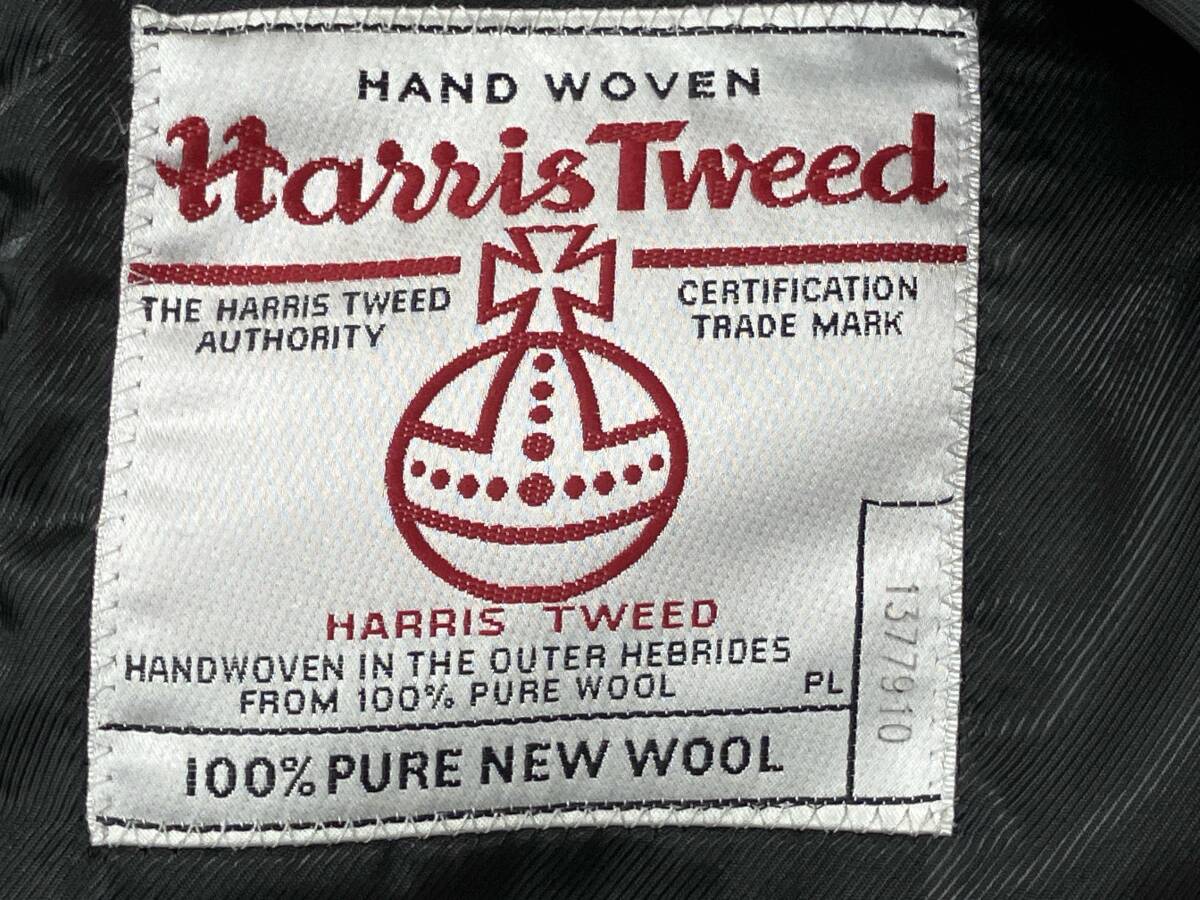 HAND WOVEN
Harris Tweed
THE HARRIS TWEED
AUTHORITY
CERTIFICATION
TRADE MARK
HARRIS TWEED
HANDWOVEN IN THE OUTER HEBRIDES
FROM 100% PURE WOOL
PL
100% PURE NEW WOOL
13779110